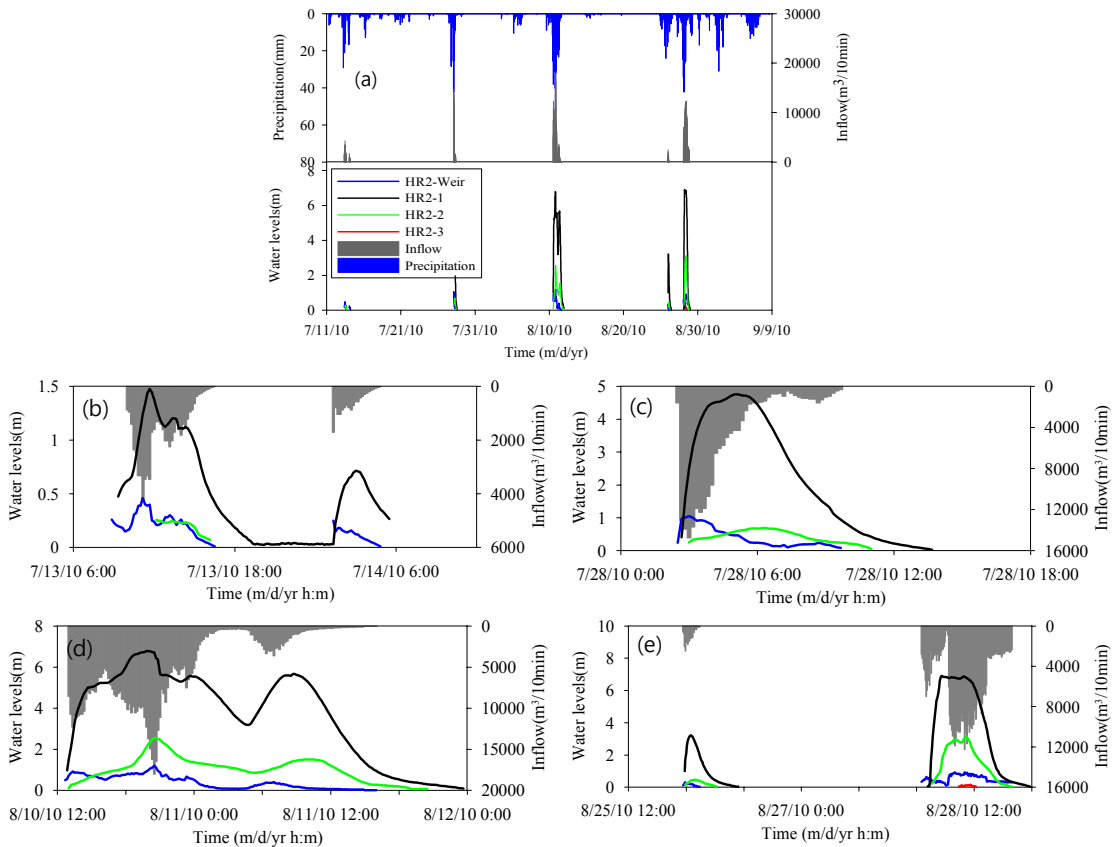 0
20
40
60
80
Precipitation(mm)
(a)
30000
20000
10000
0
Inflow(m3/10min)
8
6
4
2
0
Water levels(m)
HR2-Weir
HR2-1
HR2-2
HR2-3
Inflow
Precipitation
7/11/10 7/21/10 7/31/10 8/10/10 8/20/10 8/30/10 9/9/10
Time (m/d/yr)
1.5
1
0.5
0
Water levels(m)
(b)
0
2000
4000
6000
Inflow(m3/10min)
7/13/10 6:00 7/13/10 18:00 7/14/10 6:00
Time (m/d/yr h:m)
5
4
3
2
1
0
Water levels(m)
(c)
0
4000
8000
12000
16000
Inflow(m3/10min)
7/28/10 0:00 7/28/10 6:00 7/28/10 12:00 7/28/10 18:00
Time (m/d/yr h:m)
8
6
4
2
0
Water levels(m)
(d)
0
5000
10000
15000
20000
Inflow(m3/10min)
8/10/10 12:00 8/11/10 0:00 8/11/10 12:00 8/12/10 0:00
Time (m/d/yr h:m)
10
8
6
4
2
0
Water levels(m)
(e)
0
4000
8000
12000
16000
Inflow(m3/10min)
8/25/10 12:00 8/27/10 0:00 8/28/10 12:00
Time (m/d/yr h:m)